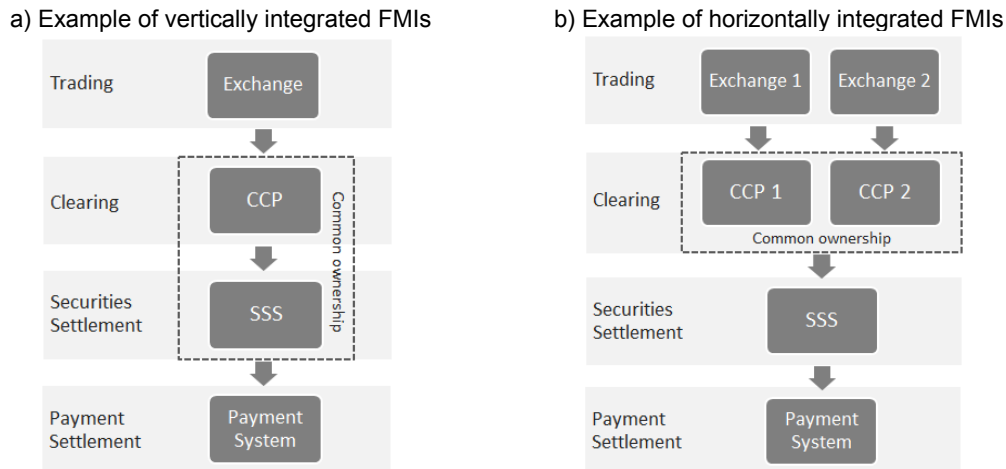 a) Example of vertically integrated FMIs
Trading
Exchange
Clearing
CCP
Common ownership
Securities
Settlement
SSS
Payment
Settlement
Payment
System
b) Example of horizontally integrated FMIs
Trading
Exchange 1
Exchange 2
Clearing
CCP 1
CCP 2
Common ownership
Securities
Settlement
SSS
Payment
Settlement
Payment
System